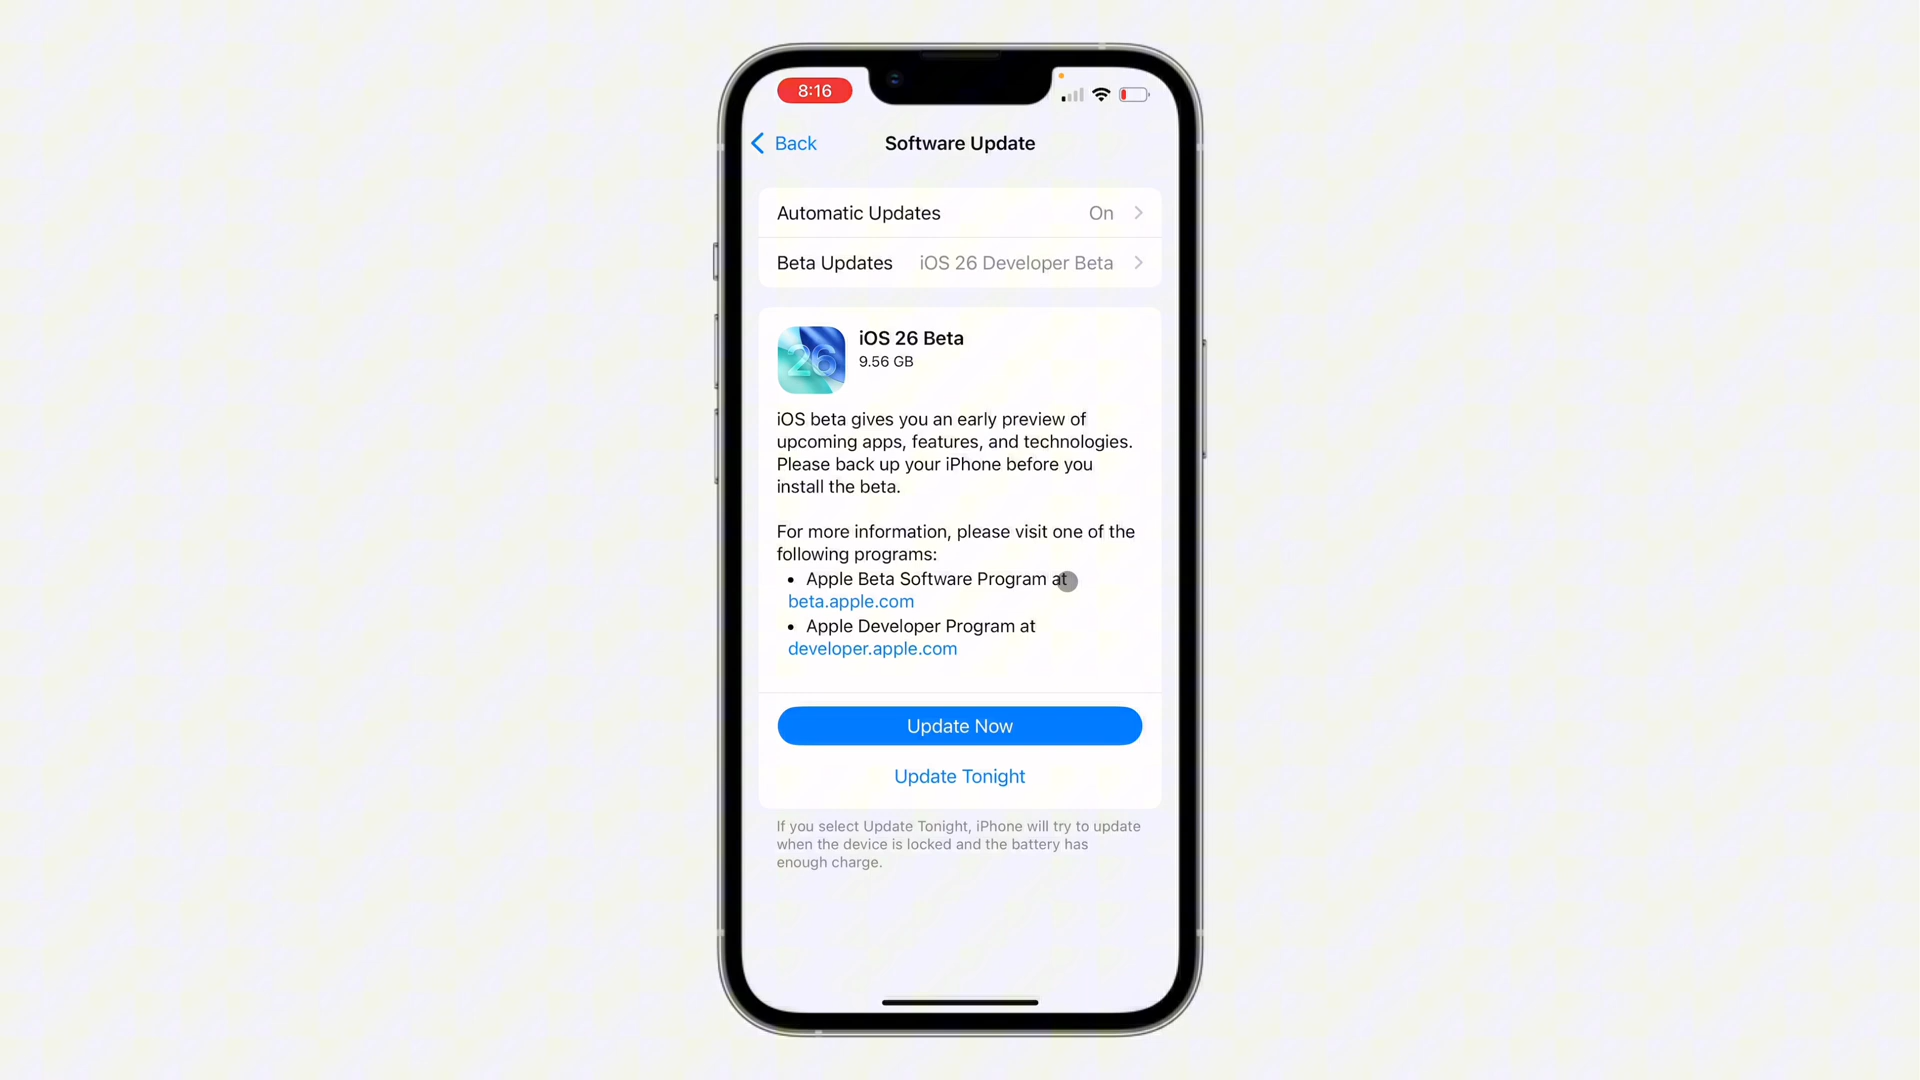 8:16
Back
Software Update
Automatic Updates On
Beta Updates iOS 26 Developer Beta
26
iOS 26 Beta
9.56 GB
iOS beta gives you an early preview of
upcoming apps, features, and technologies.
Please back up your iPhone before you
install the beta.
For more information, please visit one of the
following programs:
• Apple Beta Software Program at
beta.apple.com
• Apple Developer Program at
developer.apple.com
Update Now
Update Tonight
If you select Update Tonight, iPhone will try to update
when the device is locked and the battery has
enough charge.